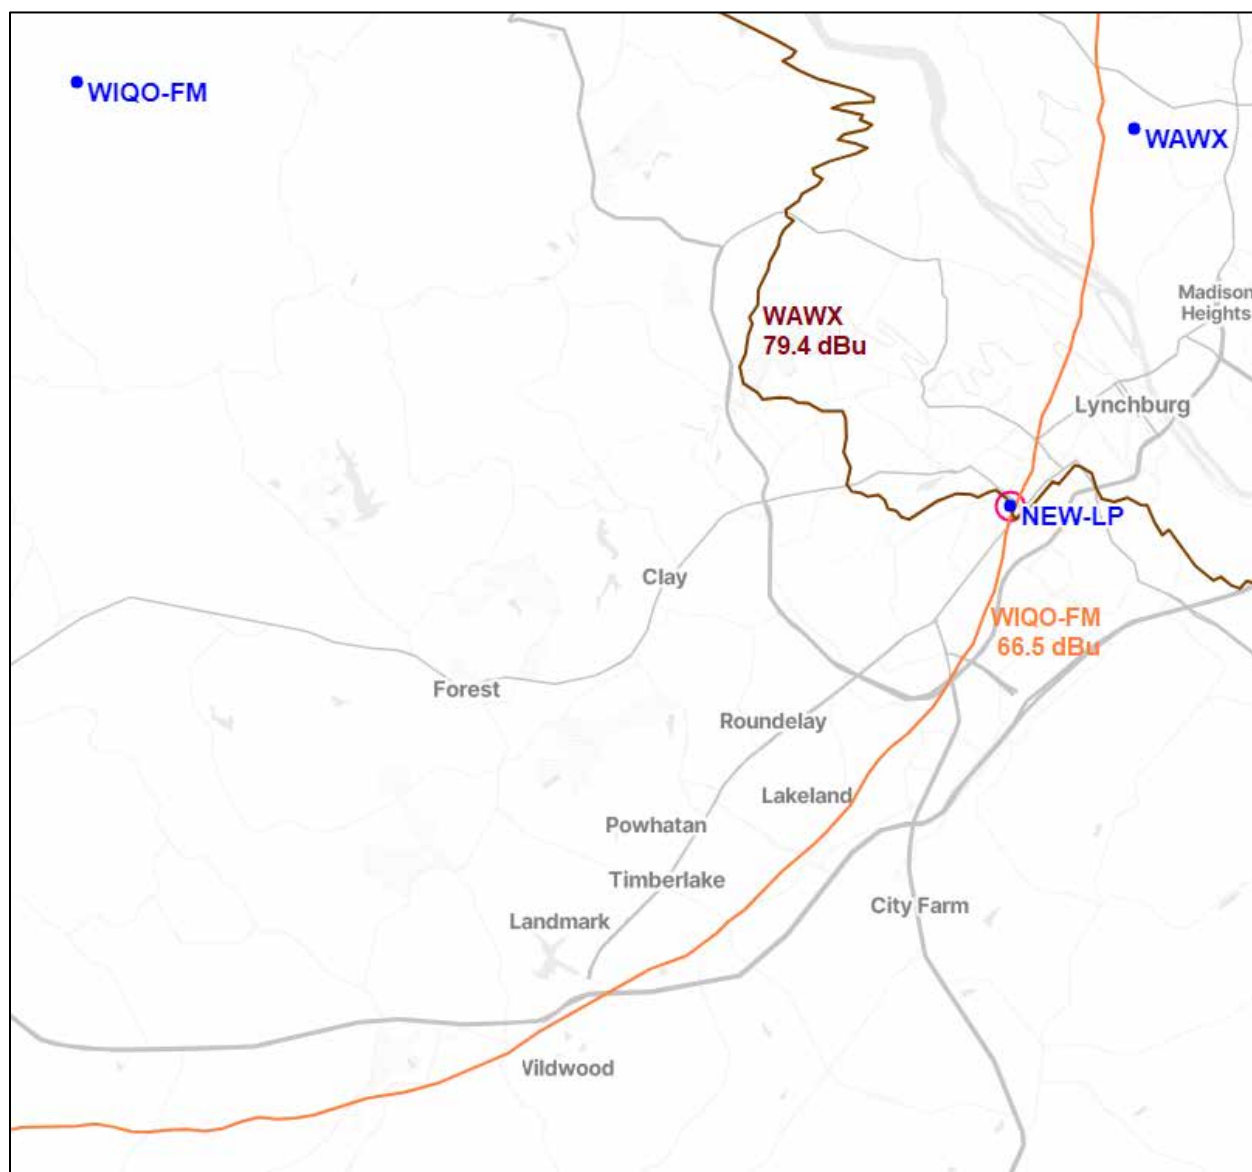 WIQO-FM
WAWX
Madison
Heights
WAWX
79.4 dBu
Lynchburg
NEW-LP
Clay
WIQO-FM
66.5 dBu
Forest
Roundelay
Lakeland
Powhatan
Timberlake
City Farm
Landmark
Vildwood